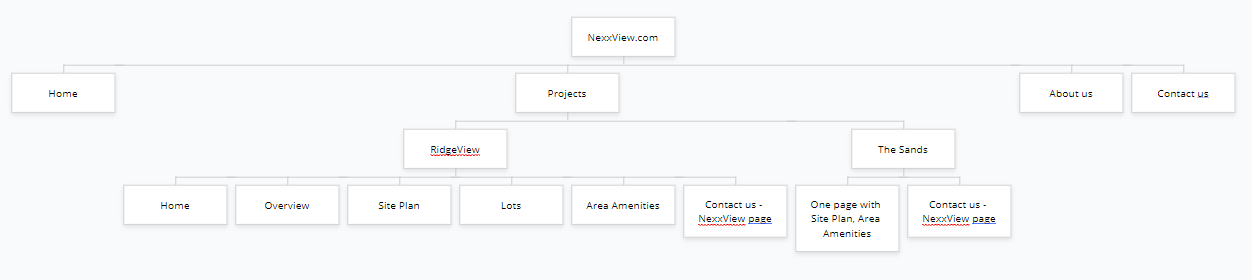 NexxView.com
Home
Projects
About us
Contact us
RidgeView
The Sands
Home
Overview
Site Plan
Lots
Area Amenities
Contact us -
NexxView page
One page with
Site Plan, Area
Amenities
Contact us -
NexxView page